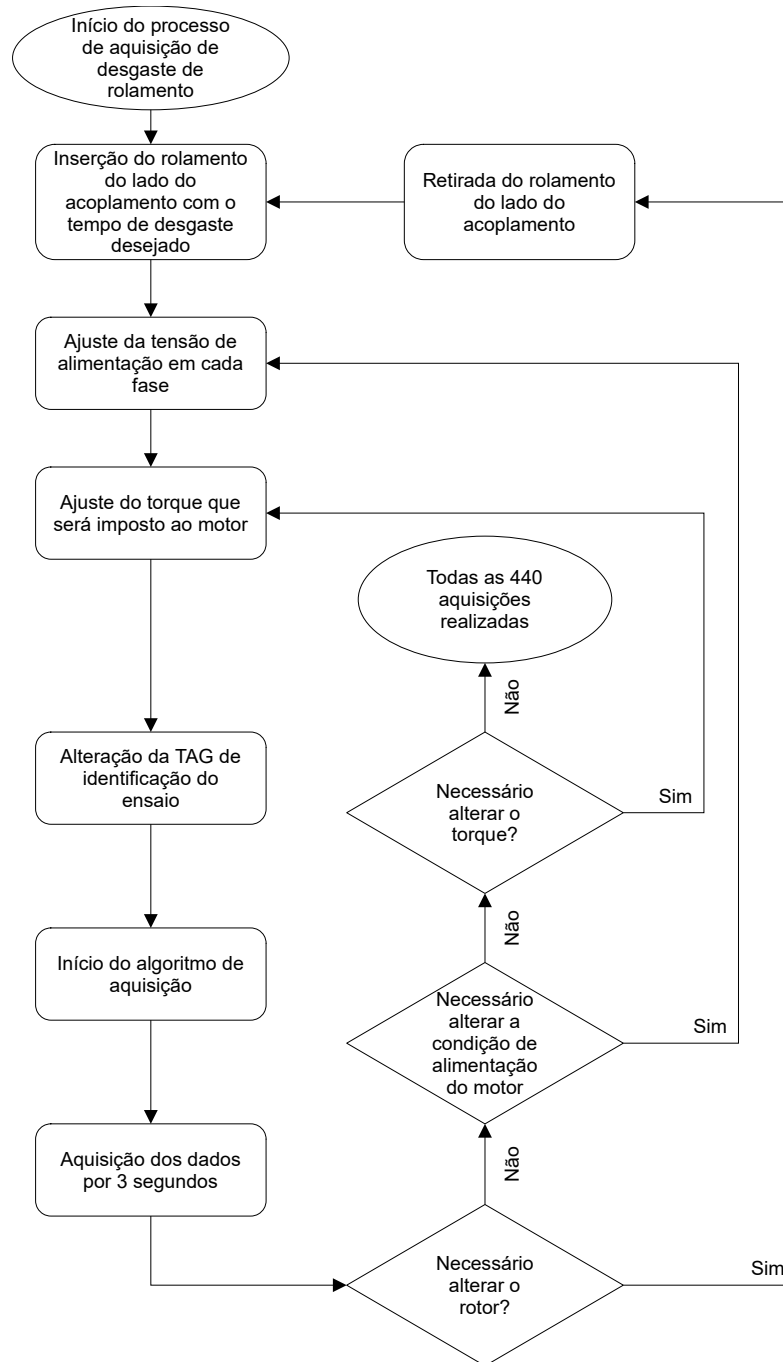 Início do processo
de aquisição de
desgaste de
rolamento
Inserção do rolamento
do lado do
acoplamento com o
tempo de desgaste
desejado
Retirada do rolamento
do lado do
acoplamento
Ajuste da tensão de
alimentação em cada
fase
Ajuste do torque que
será imposto ao motor
Todas as 440
aquisições
realizadas
Não
Alteração da TAG de
identificação do
ensaio
Necessário
alterar o
torque?
Sim
Não
Início do algoritmo de
aquisição
Necessário
alterar a
condição de
alimentação
do motor
Sim
Não
Aquisição dos dados
por 3 segundos
Necessário
alterar o
rotor?
Sim